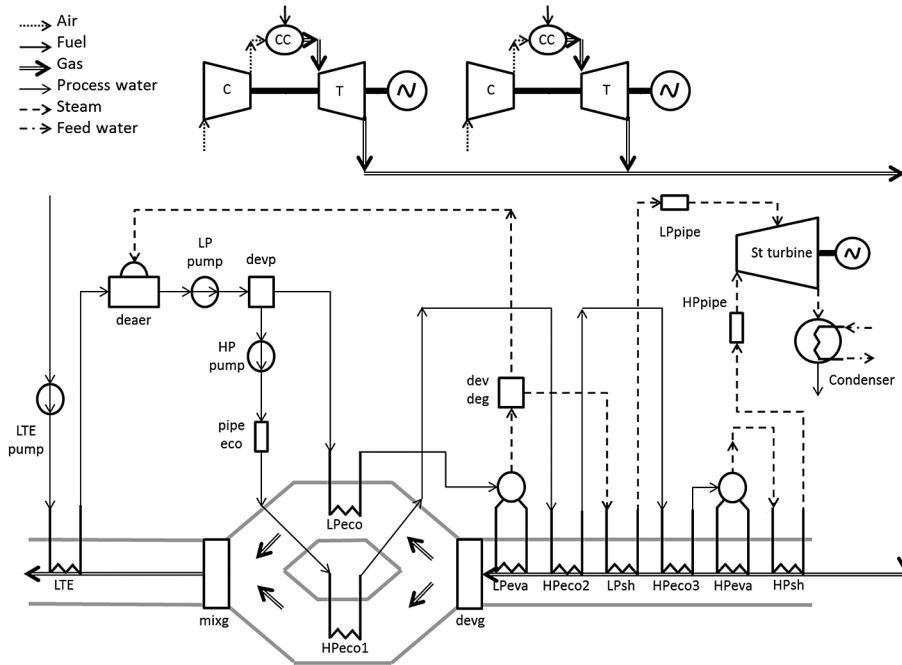 Air
Fuel
Gas
Process water
Steam
Feed water
CC
C
T
CC
C
T
LP
pump
devp
deaer
HP
pump
pipe
eco
LTE
pump
LTE
mixg
LPeco
HPeco1
devg
dev
deg
LPeva
HPeco2
LPsh
HPeco3
HPeva
HPsh
LPpipe
St turbine
HPpipe
Condenser